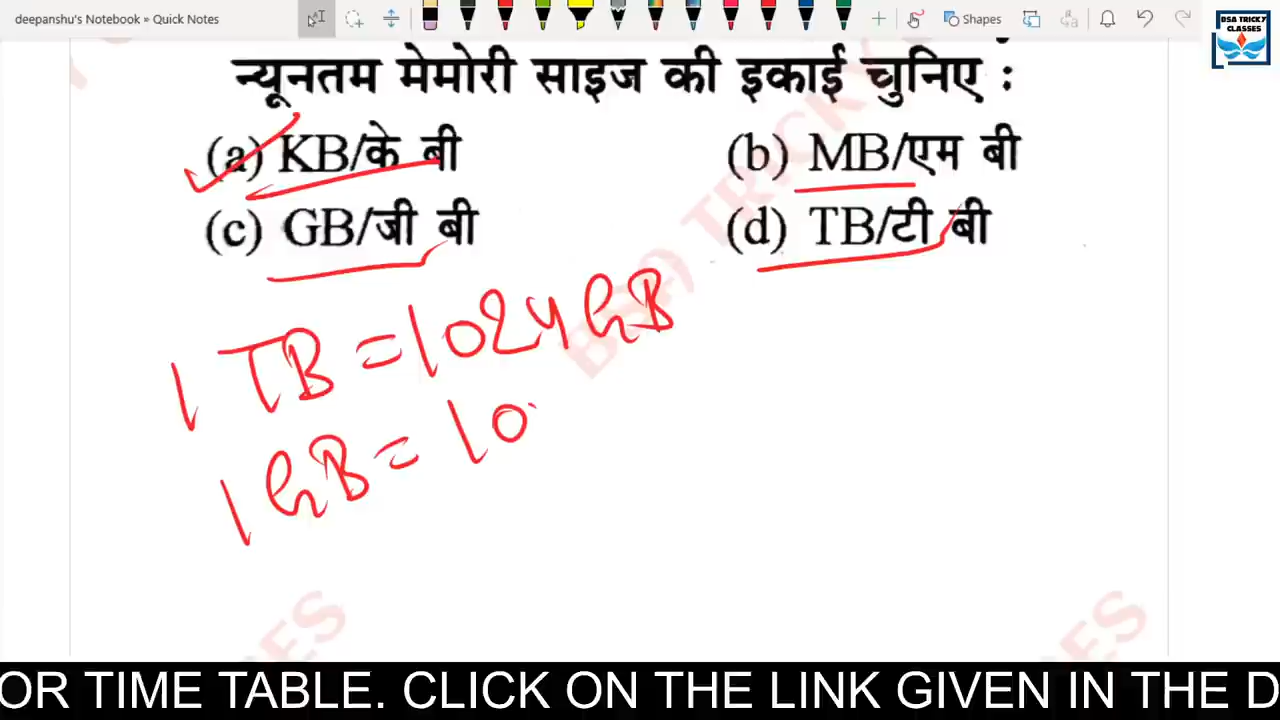 deepanshu's Notebook » Quick Notes
Shapes
BSA TRICKY
CLASSES
न्यूनतम मेमोरी साइज की इकाई चुनिए :
(a) KB/के बी
(b) MB/एम बी
(c) GB/जी बी
(d) TB/टी बी
1 TB = 1024 GB
1 GB = 10
OR TIME TABLE. CLICK ON THE LINK GIVEN IN THE D